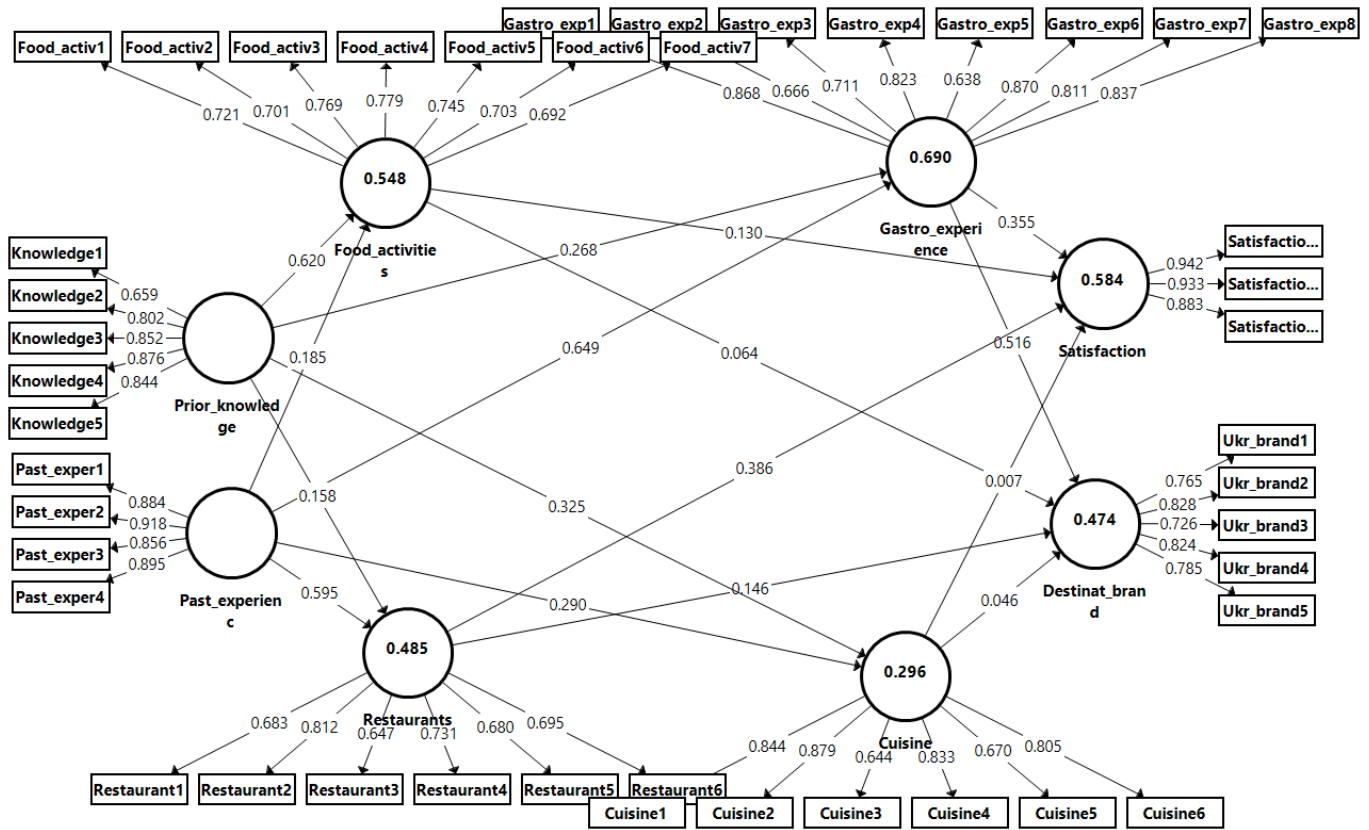 Gastro_exp1 Gastro_exp2 Gastro_exp3 Gastro_exp4 Gastro_exp5 Gastro_exp6 Gastro_exp7 Gastro_exp8
Food_activ1 Food_activ2 Food_activ3 Food_activ4 Food_activ5 Food_activ6 Food_activ7
0.721 0.701 0.769 0.779 0.745 0.703 0.692
0.868 0.666 0.711 0.823 0.638 0.870 0.811 0.837
0.548
0.690
Food_activitie
s
Gastro_experi
ence
0.355
0.130
0.268
0.620
Knowledge1
Knowledge2
Knowledge3
Knowledge4
Knowledge5
0.659
0.802
0.852
0.876
0.844
Prior_knowled
ge
0.185
0.649
0.064
0.516
0.584
Satisfaction
0.942
0.933
0.883
Satisfactio...
Satisfactio...
Satisfactio...
Past_exper1
Past_exper2
Past_exper3
Past_exper4
0.884
0.918
0.856
0.895
Past_experien
c
0.158
0.325
0.386
0.007
0.595
0.290
0.146
0.046
0.474
Destinat_bran
d
0.765
0.828
0.726
0.824
0.785
Ukr_brand1
Ukr_brand2
Ukr_brand3
Ukr_brand4
Ukr_brand5
0.485
Restaurants
0.683 0.812 0.647 0.731 0.680 0.695
Restaurant1 Restaurant2 Restaurant3 Restaurant4 Restaurant5 Restaurant6
0.296
Cuisine
0.844 0.879 0.644 0.833 0.670 0.805
Cuisine1 Cuisine2 Cuisine3 Cuisine4 Cuisine5 Cuisine6